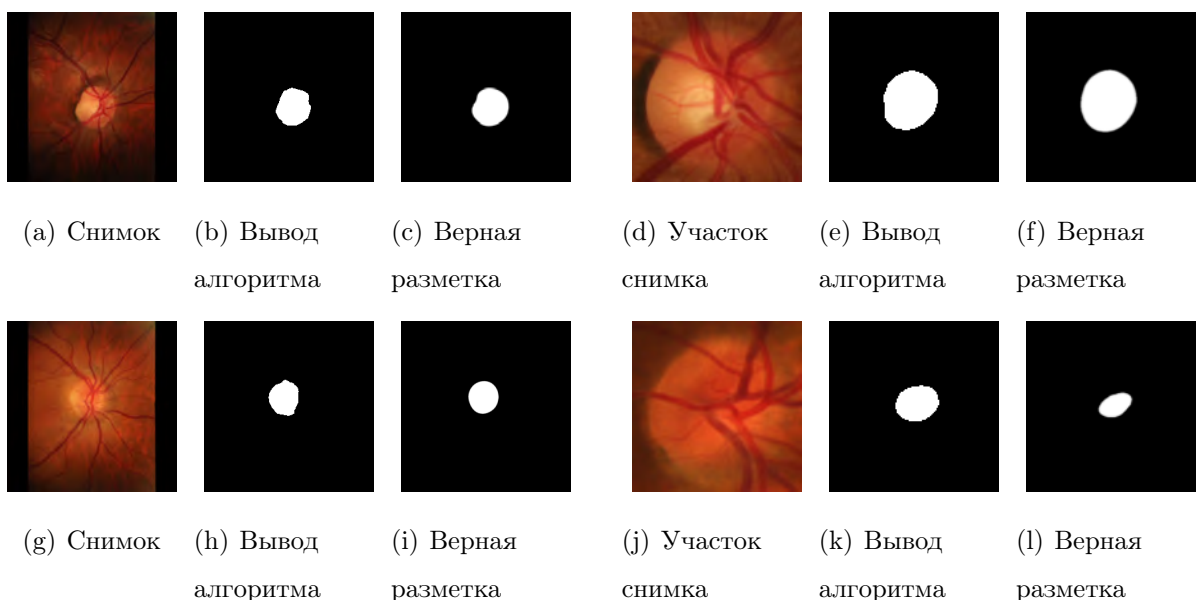 (a) Снимок
(b) Вывод
алгоритма
(c) Верная
разметка
(d) Участок
снимка
(e) Вывод
алгоритма
(f) Верная
разметка
(g) Снимок
(h) Вывод
алгоритма
(i) Верная
разметка
(j) Участок
снимка
(k) Вывод
алгоритма
(l) Верная
разметка